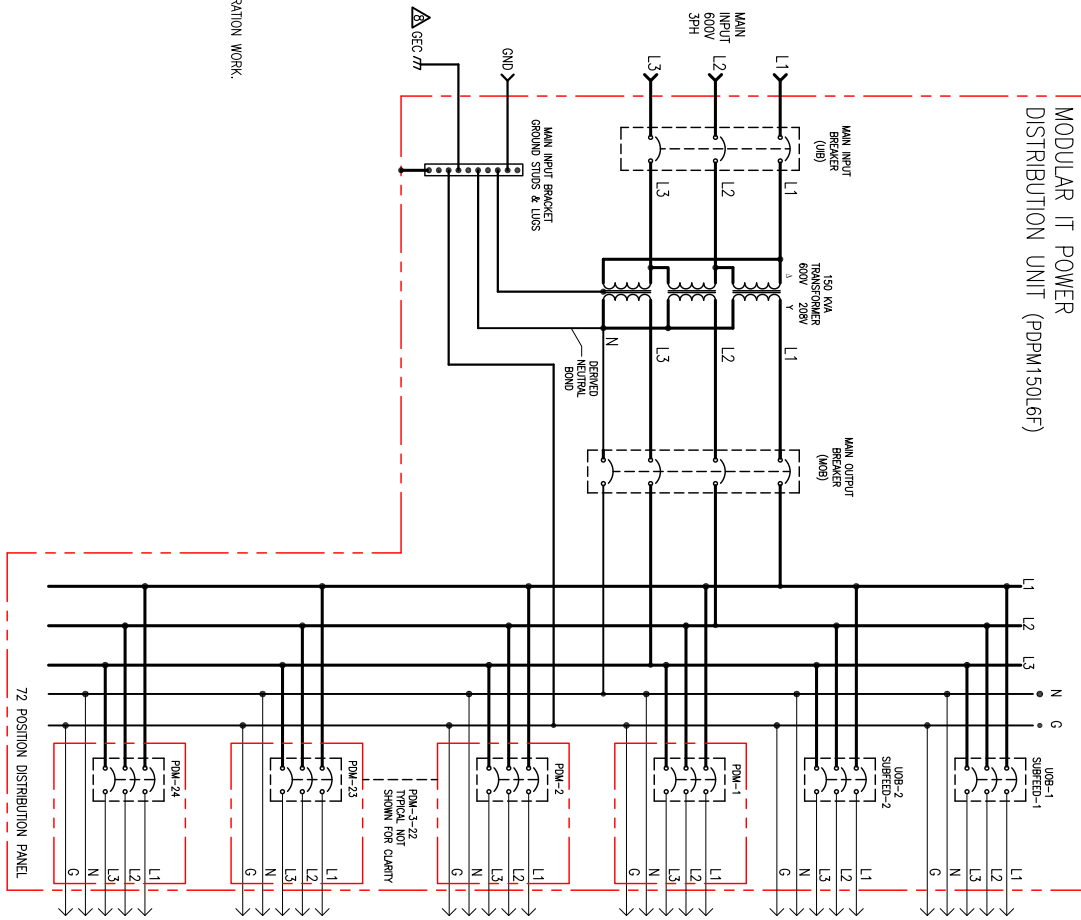 MODULAR IT POWER
DISTRIBUTION UNIT (PDPM150L6F)
MAIN
INPUT
600V
3PH
L1
L2
L3
GND
8 GEC
RATION WORK.
MAIN INPUT
BREAKER
(UIB)
L1
L2
L3
MAIN INPUT BRACKET
GROUND STUDS & LUGS
150 KVA
TRANSFORMER
600V 208V
Δ Y
L1
L2
L3
N
DERIVED
NEUTRAL
BOND
MAIN OUTPUT
BREAKER
(MOB)
L1
L2
L3
N
G
UOB-1
SUBFEED-1
L1
L2
L3
N
G
UOB-2
SUBFEED-2
L1
L2
L3
N
G
PDM-1
L1
L2
L3
N
G
PDM-2
L1
L2
L3
N
G
PDM-3-22
TYPICAL NOT
SHOWN FOR CLARITY
PDM-23
L1
L2
L3
N
G
PDM-24
L1
L2
L3
N
G
72 POSITION DISTRIBUTION PANEL